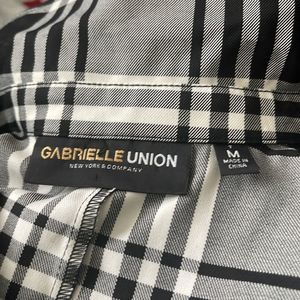 GABRIELLE UNION
NEW YORK & COMPANY
M
MADE IN
CHINA